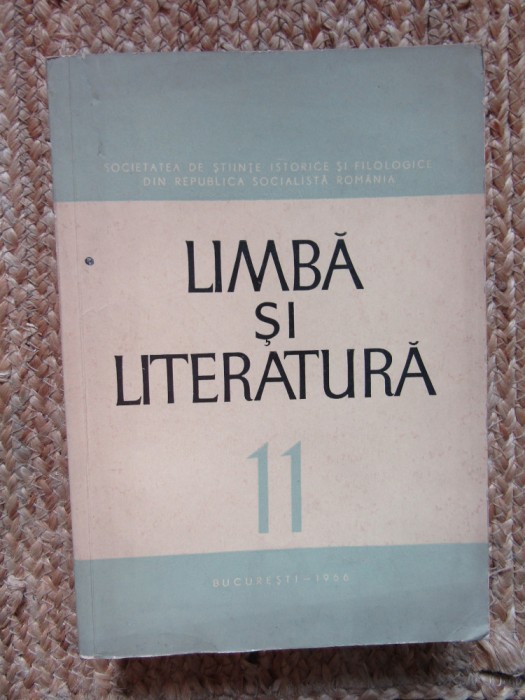 SOCIETATEA DE ȘTIINȚE ISTORICE ȘI FILOLOGICE
DIN REPUBLICA SOCIALISTĂ ROMÂNIA
LIMBĂ
ȘI
LITERATURĂ
11
BUCUREȘTI – 1966